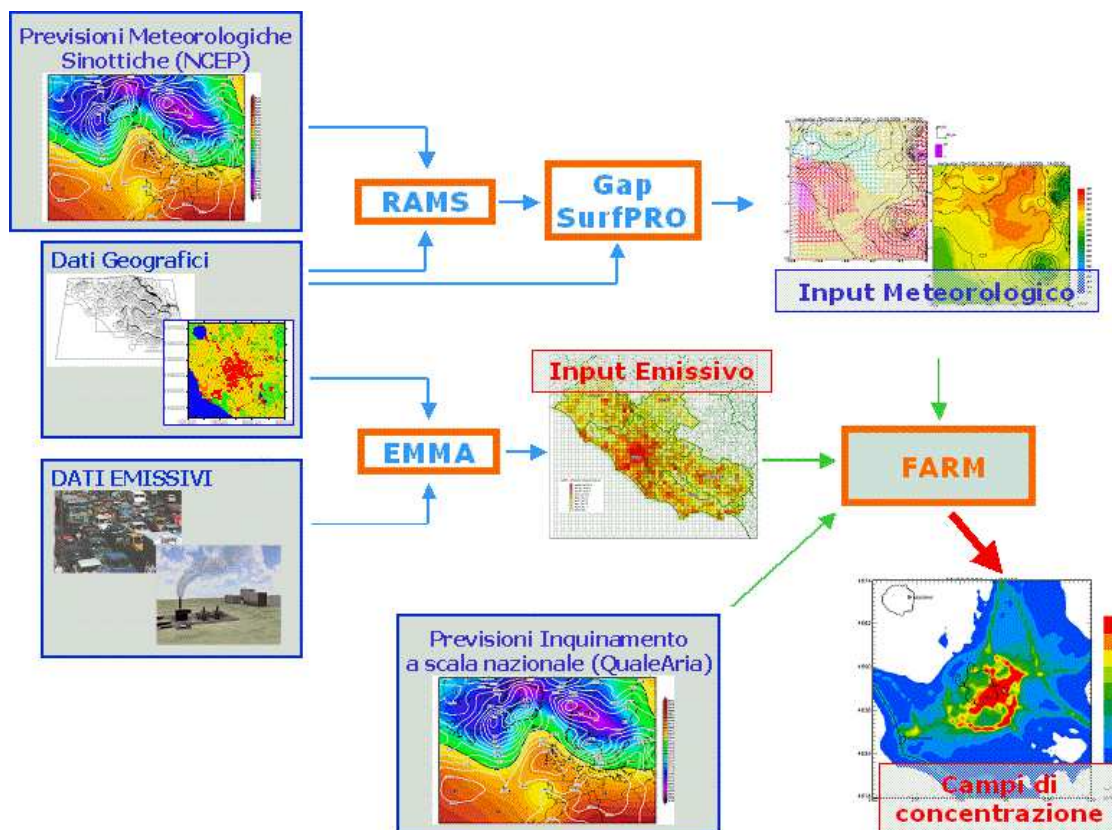 Previsioni Meteorologiche
Sinottiche (NCEP)
RAMS
Gap
SurfPRO
Input Meteorologico
Dati Geografici
Input Emissivo
EMMA
FARM
DATI EMISSIVI
Previsioni Inquinamento
a scala nazionale (QualeAria)
Campi di
concentrazione